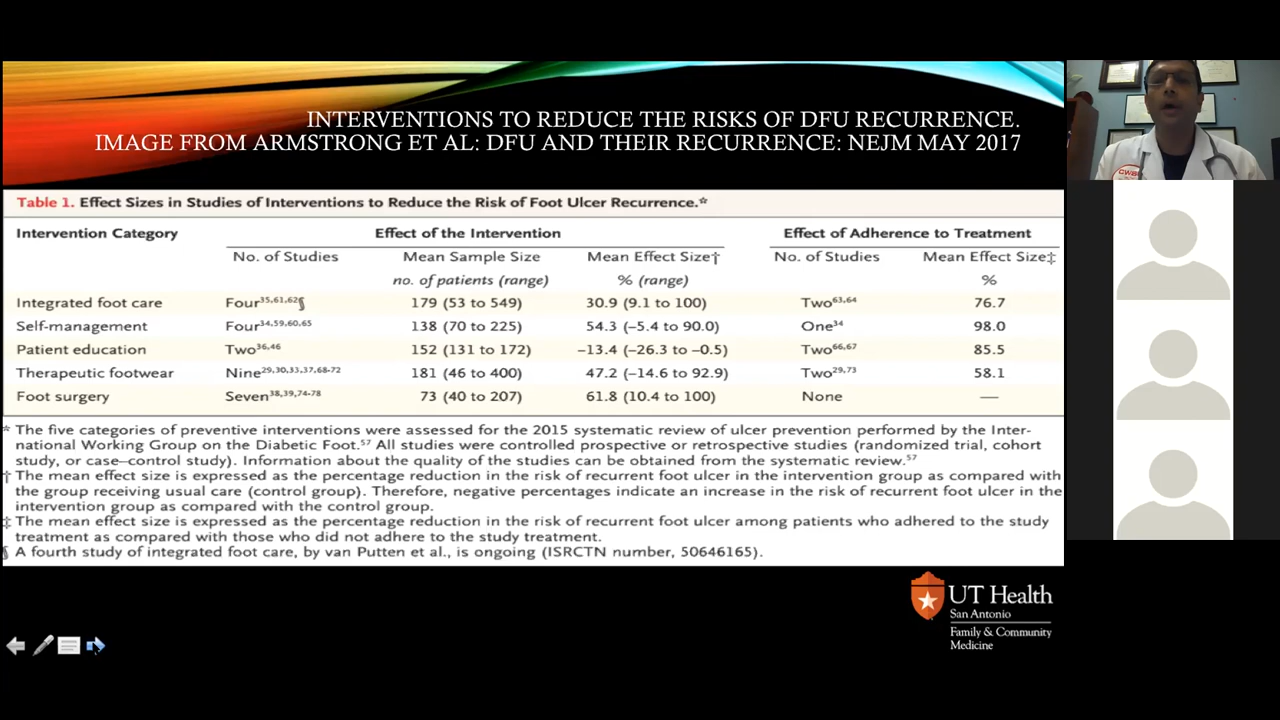 INTERVENTIONS TO REDUCE THE RISKS OF DFU RECURRENCE.
IMAGE FROM ARMSTRONG ET AL: DFU AND THEIR RECURRENCE: NEJM MAY 2017
Table 1. Effect Sizes in Studies of Interventions to Reduce the Risk of Foot Ulcer Recurrence.*
Intervention Category Effect of the Intervention Effect of Adherence to Treatment
No. of Studies Mean Sample Size Mean Effect Size† No. of Studies Mean Effect Size‡
no. of patients (range) % (range) %
Integrated foot care Four35,61,62§ 179 (53 to 549) 30.9 (9.1 to 100) Two63,64 76.7
Self-management Four34,59,60,65 138 (70 to 225) 54.3 (–5.4 to 90.0) One34 98.0
Patient education Two36,46 152 (131 to 172) –13.4 (–26.3 to –0.5) Two66,67 85.5
Therapeutic footwear Nine29,30,33,37,68-72 181 (46 to 400) 47.2 (–14.6 to 92.9) Two29,73 58.1
Foot surgery Seven38,39,74-78 73 (40 to 207) 61.8 (10.4 to 100) None —
* The five categories of preventive interventions were assessed for the 2015 systematic review of ulcer prevention performed by the Inter-
national Working Group on the Diabetic Foot.57 All studies were controlled prospective or retrospective studies (randomized trial, cohort
study, or case–control study). Information about the quality of the studies can be obtained from the systematic review.57
† The mean effect size is expressed as the percentage reduction in the risk of recurrent foot ulcer in the intervention group as compared with
the group receiving usual care (control group). Therefore, negative percentages indicate an increase in the risk of recurrent foot ulcer in the
intervention group as compared with the control group.
‡ The mean effect size is expressed as the percentage reduction in the risk of recurrent foot ulcer among patients who adhered to the study
treatment as compared with those who did not adhere to the study treatment.
§ A fourth study of integrated foot care, by van Putten et al., is ongoing (ISRCTN number, 50646165).
UT Health
San Antonio
Family & Community
Medicine